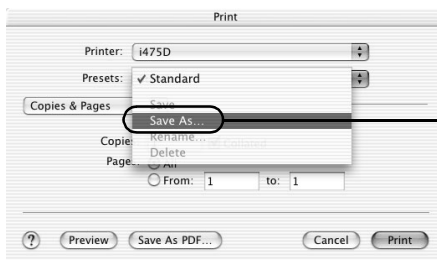 Print
Printer: i475D
Presets: ✓ Standard
Copies & Pages
Save
Save As...
Rename...
Delete
Copie
Collated
Page
All
From: 1 to: 1
? Preview Save As PDF... Cancel Print